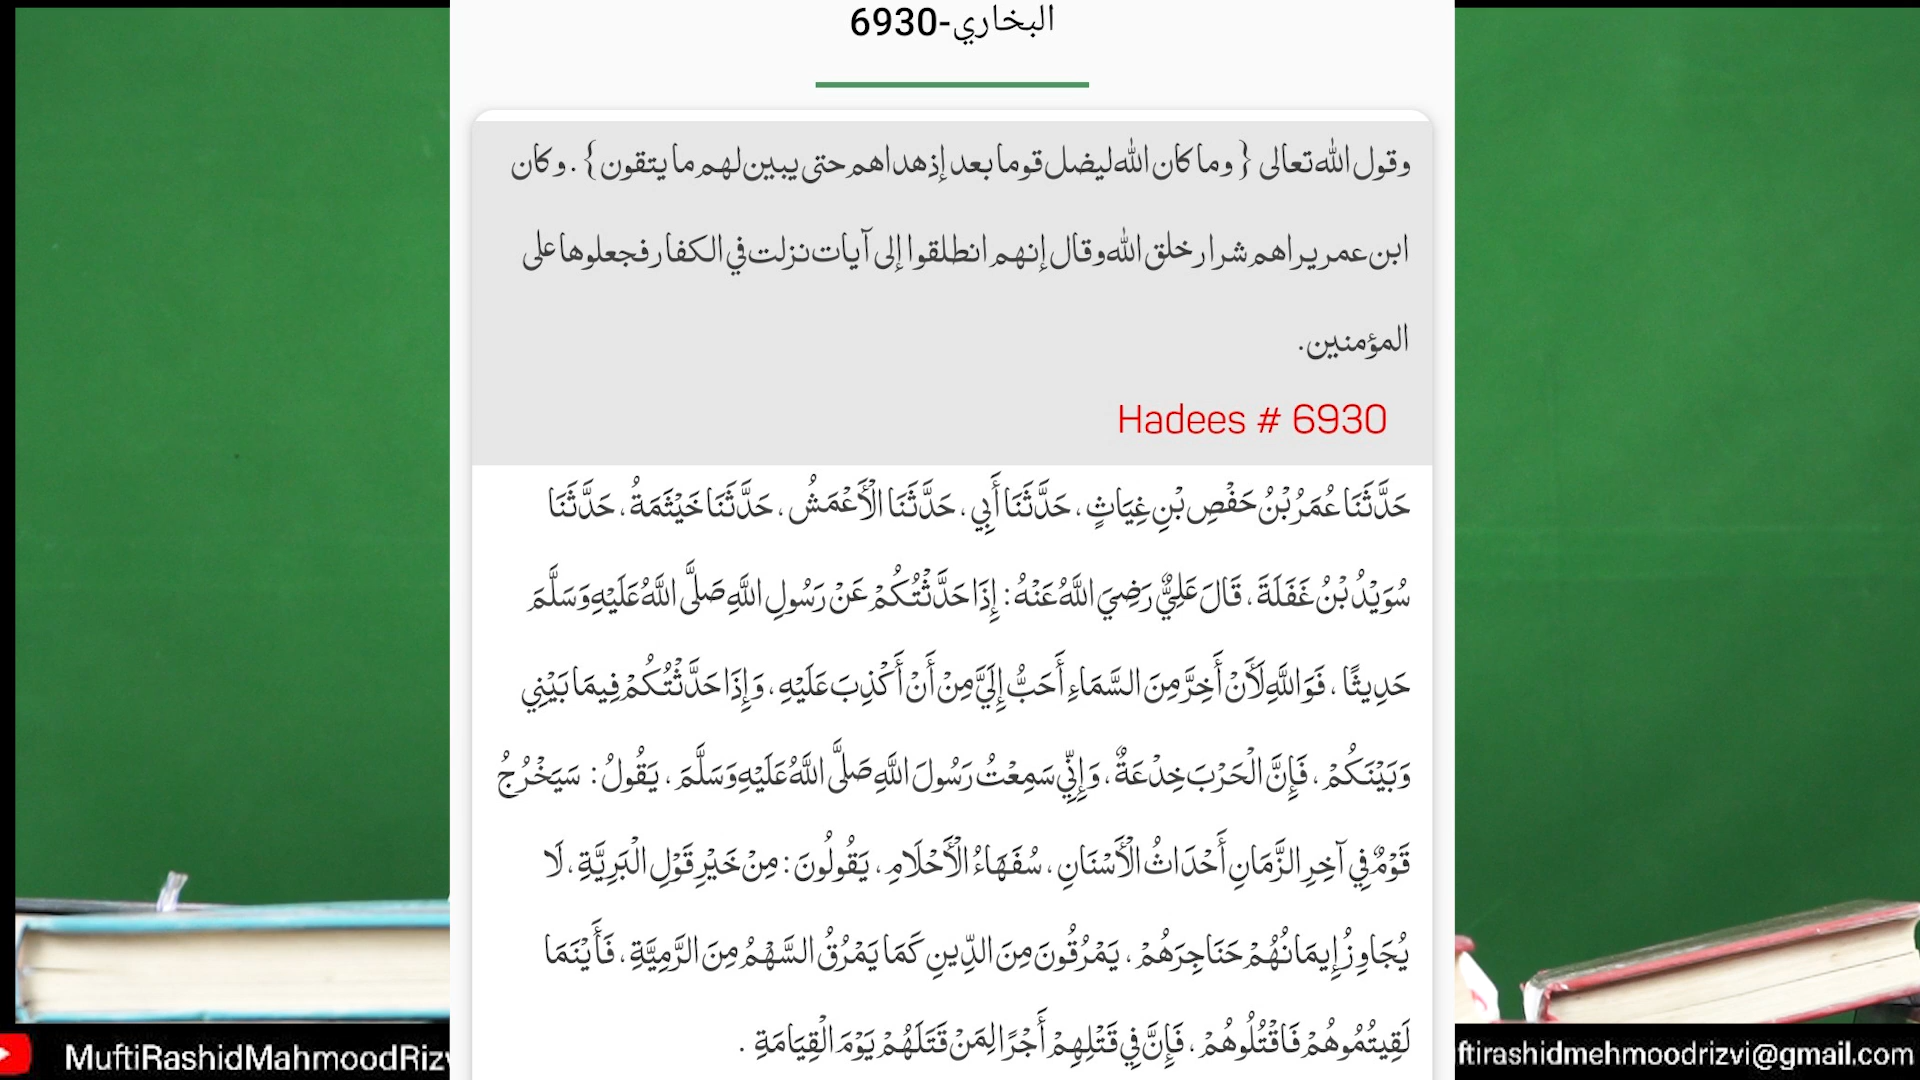 البخاري-6930
وقول الله تعالى { وما كان الله ليضل قوما بعد إذ هداهم حتى يبين لهم ما يتقون } . وكان
ابن عمر يراهم شرار خلق الله وقال إنهم انطلقوا إلى آيات نزلت في الكفار فجعلوها على
المؤمنين.
Hadees # 6930
حَدَّثَنَا عُمَرُ بْنُ حَفْصِ بْنِ غِيَاثٍ ، حَدَّثَنَا أَبِي ، حَدَّثَنَا الْأَعْمَشُ ، حَدَّثَنَا خَيْثَمَةُ ، حَدَّثَنَا
سُوَيْدُ بْنُ غَفَلَةَ ، قَالَ عَلِيٌّ رَضِيَ اللَّهُ عَنْهُ : إِذَا حَدَّثْتُكُمْ عَنْ رَسُولِ اللَّهِ صَلَّى اللَّهُ عَلَيْهِ وَسَلَّمَ
حَدِيثًا ، فَوَاللَّهِ لَأَنْ أَخِرَّ مِنَ السَّمَاءِ أَحَبُّ إِلَيَّ مِنْ أَنْ أَكْذِبَ عَلَيْهِ ، وَإِذَا حَدَّثْتُكُمْ فِيمَا بَيْنِي
وَبَيْنَكُمْ ، فَإِنَّ الْحَرْبَ خِدْعَةٌ ، وَإِنِّي سَمِعْتُ رَسُولَ اللَّهِ صَلَّى اللَّهُ عَلَيْهِ وَسَلَّمَ ، يَقُولُ : سَيَخْرُجُ
قَوْمٌ فِي آخِرِ الزَّمَانِ أَحْدَاثُ الْأَسْنَانِ ، سُفَهَاءُ الْأَحْلَامِ ، يَقُولُونَ : مِنْ خَيْرِ قَوْلِ الْبَرِيَّةِ ، لَا
يُجَاوِزُ إِيمَانُهُمْ حَنَاجِرَهُمْ ، يَمْرُقُونَ مِنَ الدِّينِ كَمَا يَمْرُقُ السَّهْمُ مِنَ الرَّمِيَّةِ ، فَأَيْنَمَا
لَقِيتُمُوهُمْ فَاقْتُلُوهُمْ ، فَإِنَّ فِي قَتْلِهِمْ أَجْرًا لِمَنْ قَتَلَهُمْ يَوْمَ الْقِيَامَةِ .
MuftiRashidMahmoodRizv
ftirashidmehmoodrizvi@gmail.com